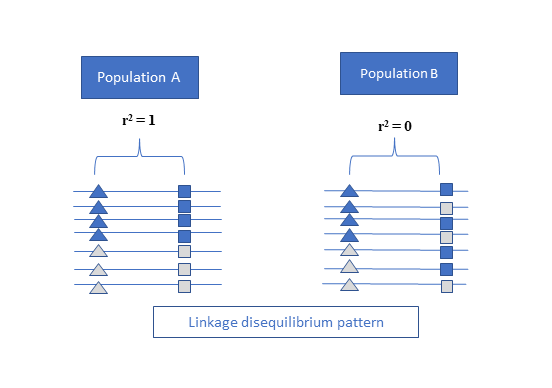 Population A
Population B
r² = 1
r² = 0
Linkage disequilibrium pattern